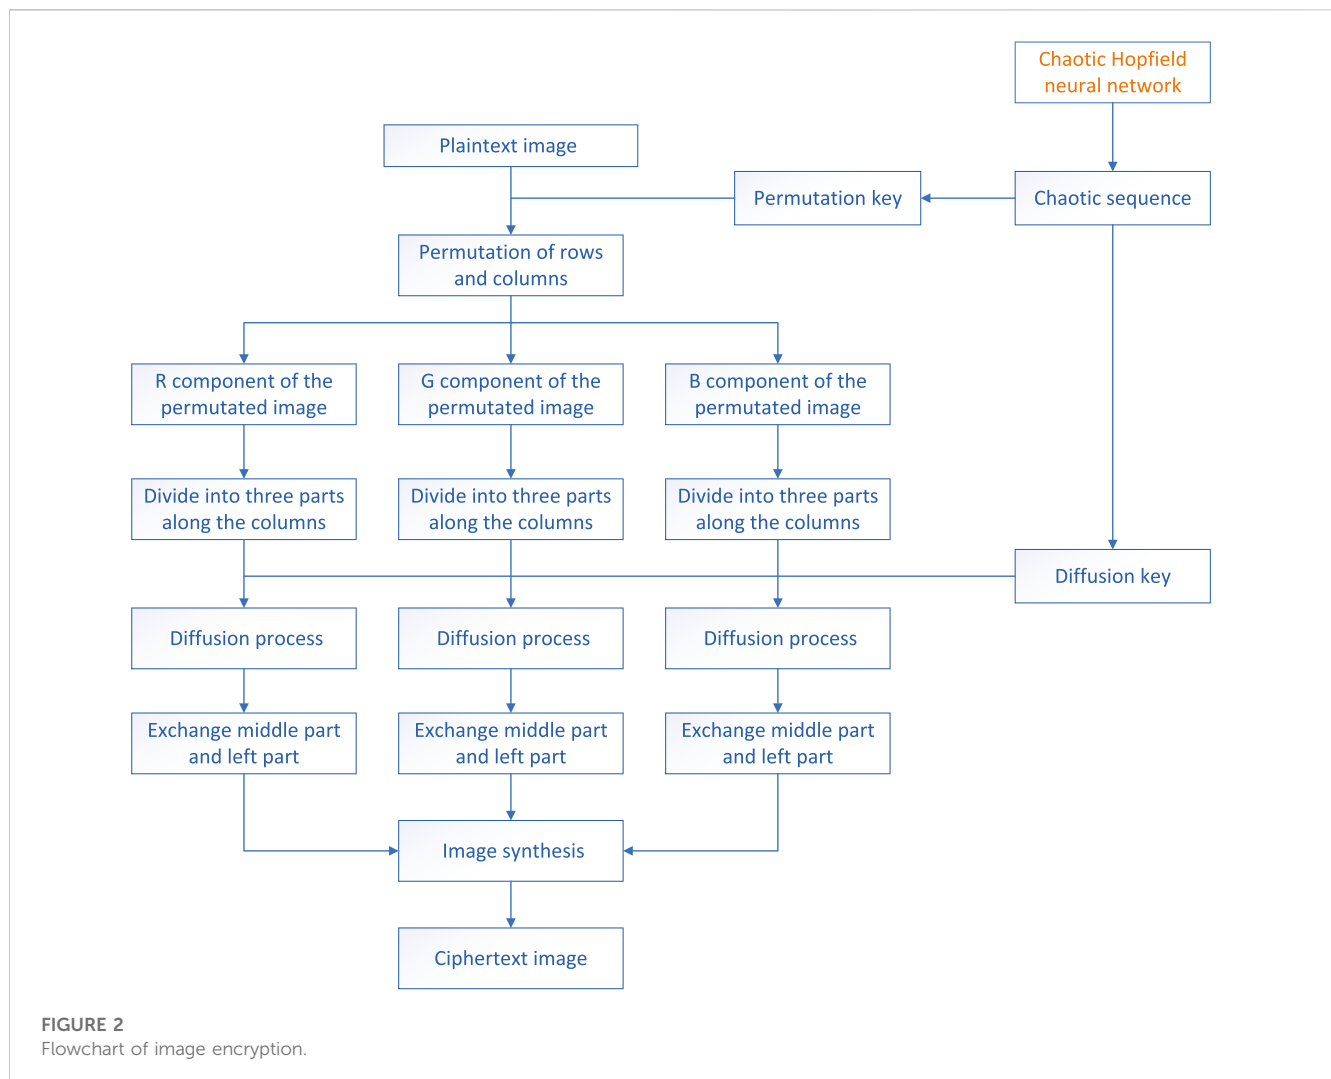 Chaotic Hopfield
neural network
Plaintext image
Permutation key
Chaotic sequence
Permutation of rows
and columns
R component of the
permutated image
G component of the
permutated image
B component of the
permutated image
Divide into three parts
along the columns
Divide into three parts
along the columns
Divide into three parts
along the columns
Diffusion key
Diffusion process
Diffusion process
Diffusion process
Exchange middle part
and left part
Exchange middle part
and left part
Exchange middle part
and left part
Image synthesis
Ciphertext image
FIGURE 2
Flowchart of image encryption.